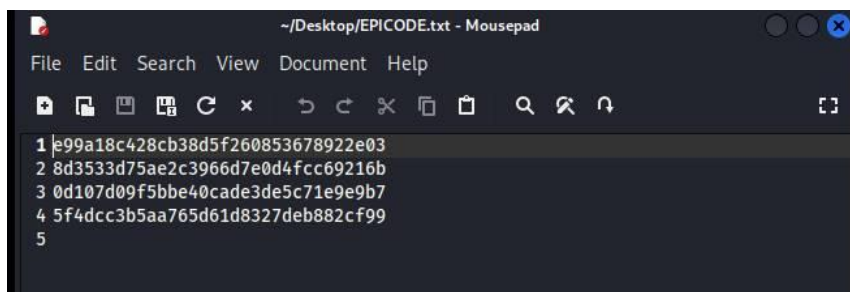 ~/Desktop/EPICODE.txt - Mousepad
File Edit Search View Document Help
1 e99a18c428cb38d5f260853678922e03
2 8d3533d75ae2c3966d7e0d4fcc69216b
3 0d107d09f5bbe40cade3de5c71e9e9b7
4 5f4dcc3b5aa765d61d8327deb882cf99
5